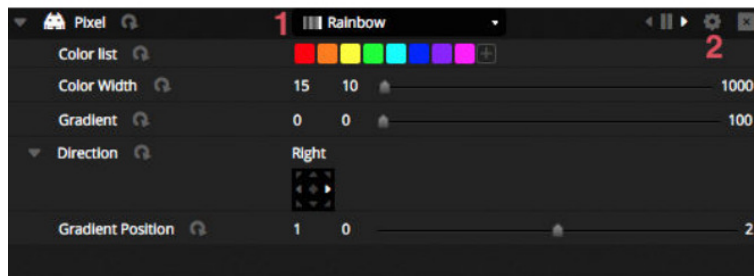 Pixel 1 Rainbow 2
Color list
Color Width 15 10 1000
Gradient 0 0 100
Direction Right
Gradient Position 1 0 2